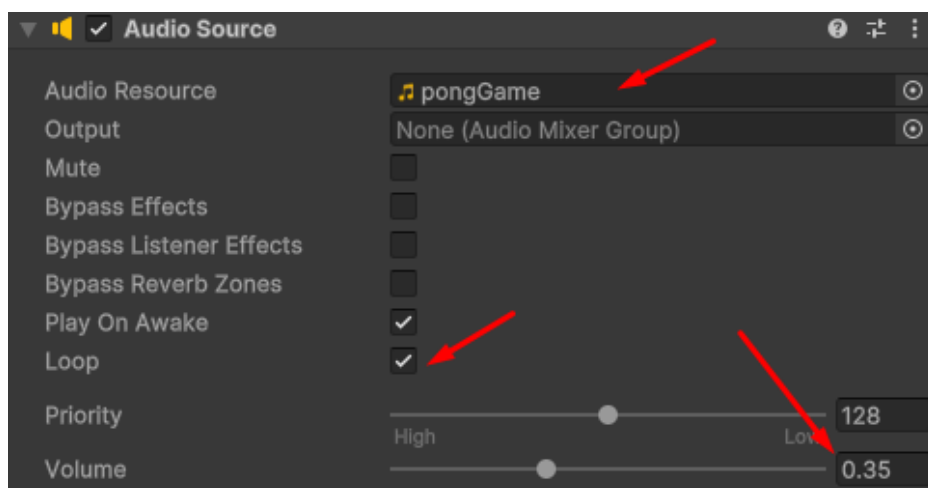 Audio Source
Audio Resource pongGame
Output None (Audio Mixer Group)
Mute
Bypass Effects
Bypass Listener Effects
Bypass Reverb Zones
Play On Awake
Loop
Priority 128
High Low
Volume 0.35